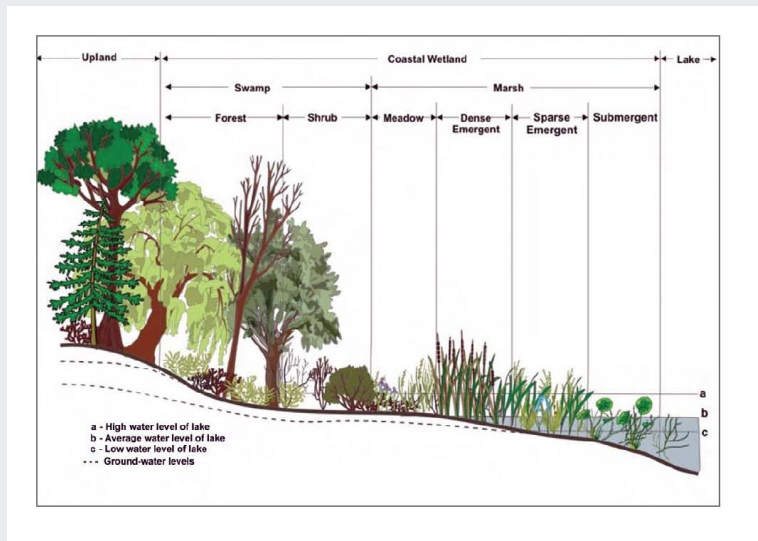 Upland
Coastal Wetland
Lake
Swamp
Marsh
Forest
Shrub
Meadow
Dense
Emergent
Sparse
Emergent
Submergent
a
b
c
a - High water level of lake
b - Average water level of lake
c - Low water level of lake
--- Ground-water levels